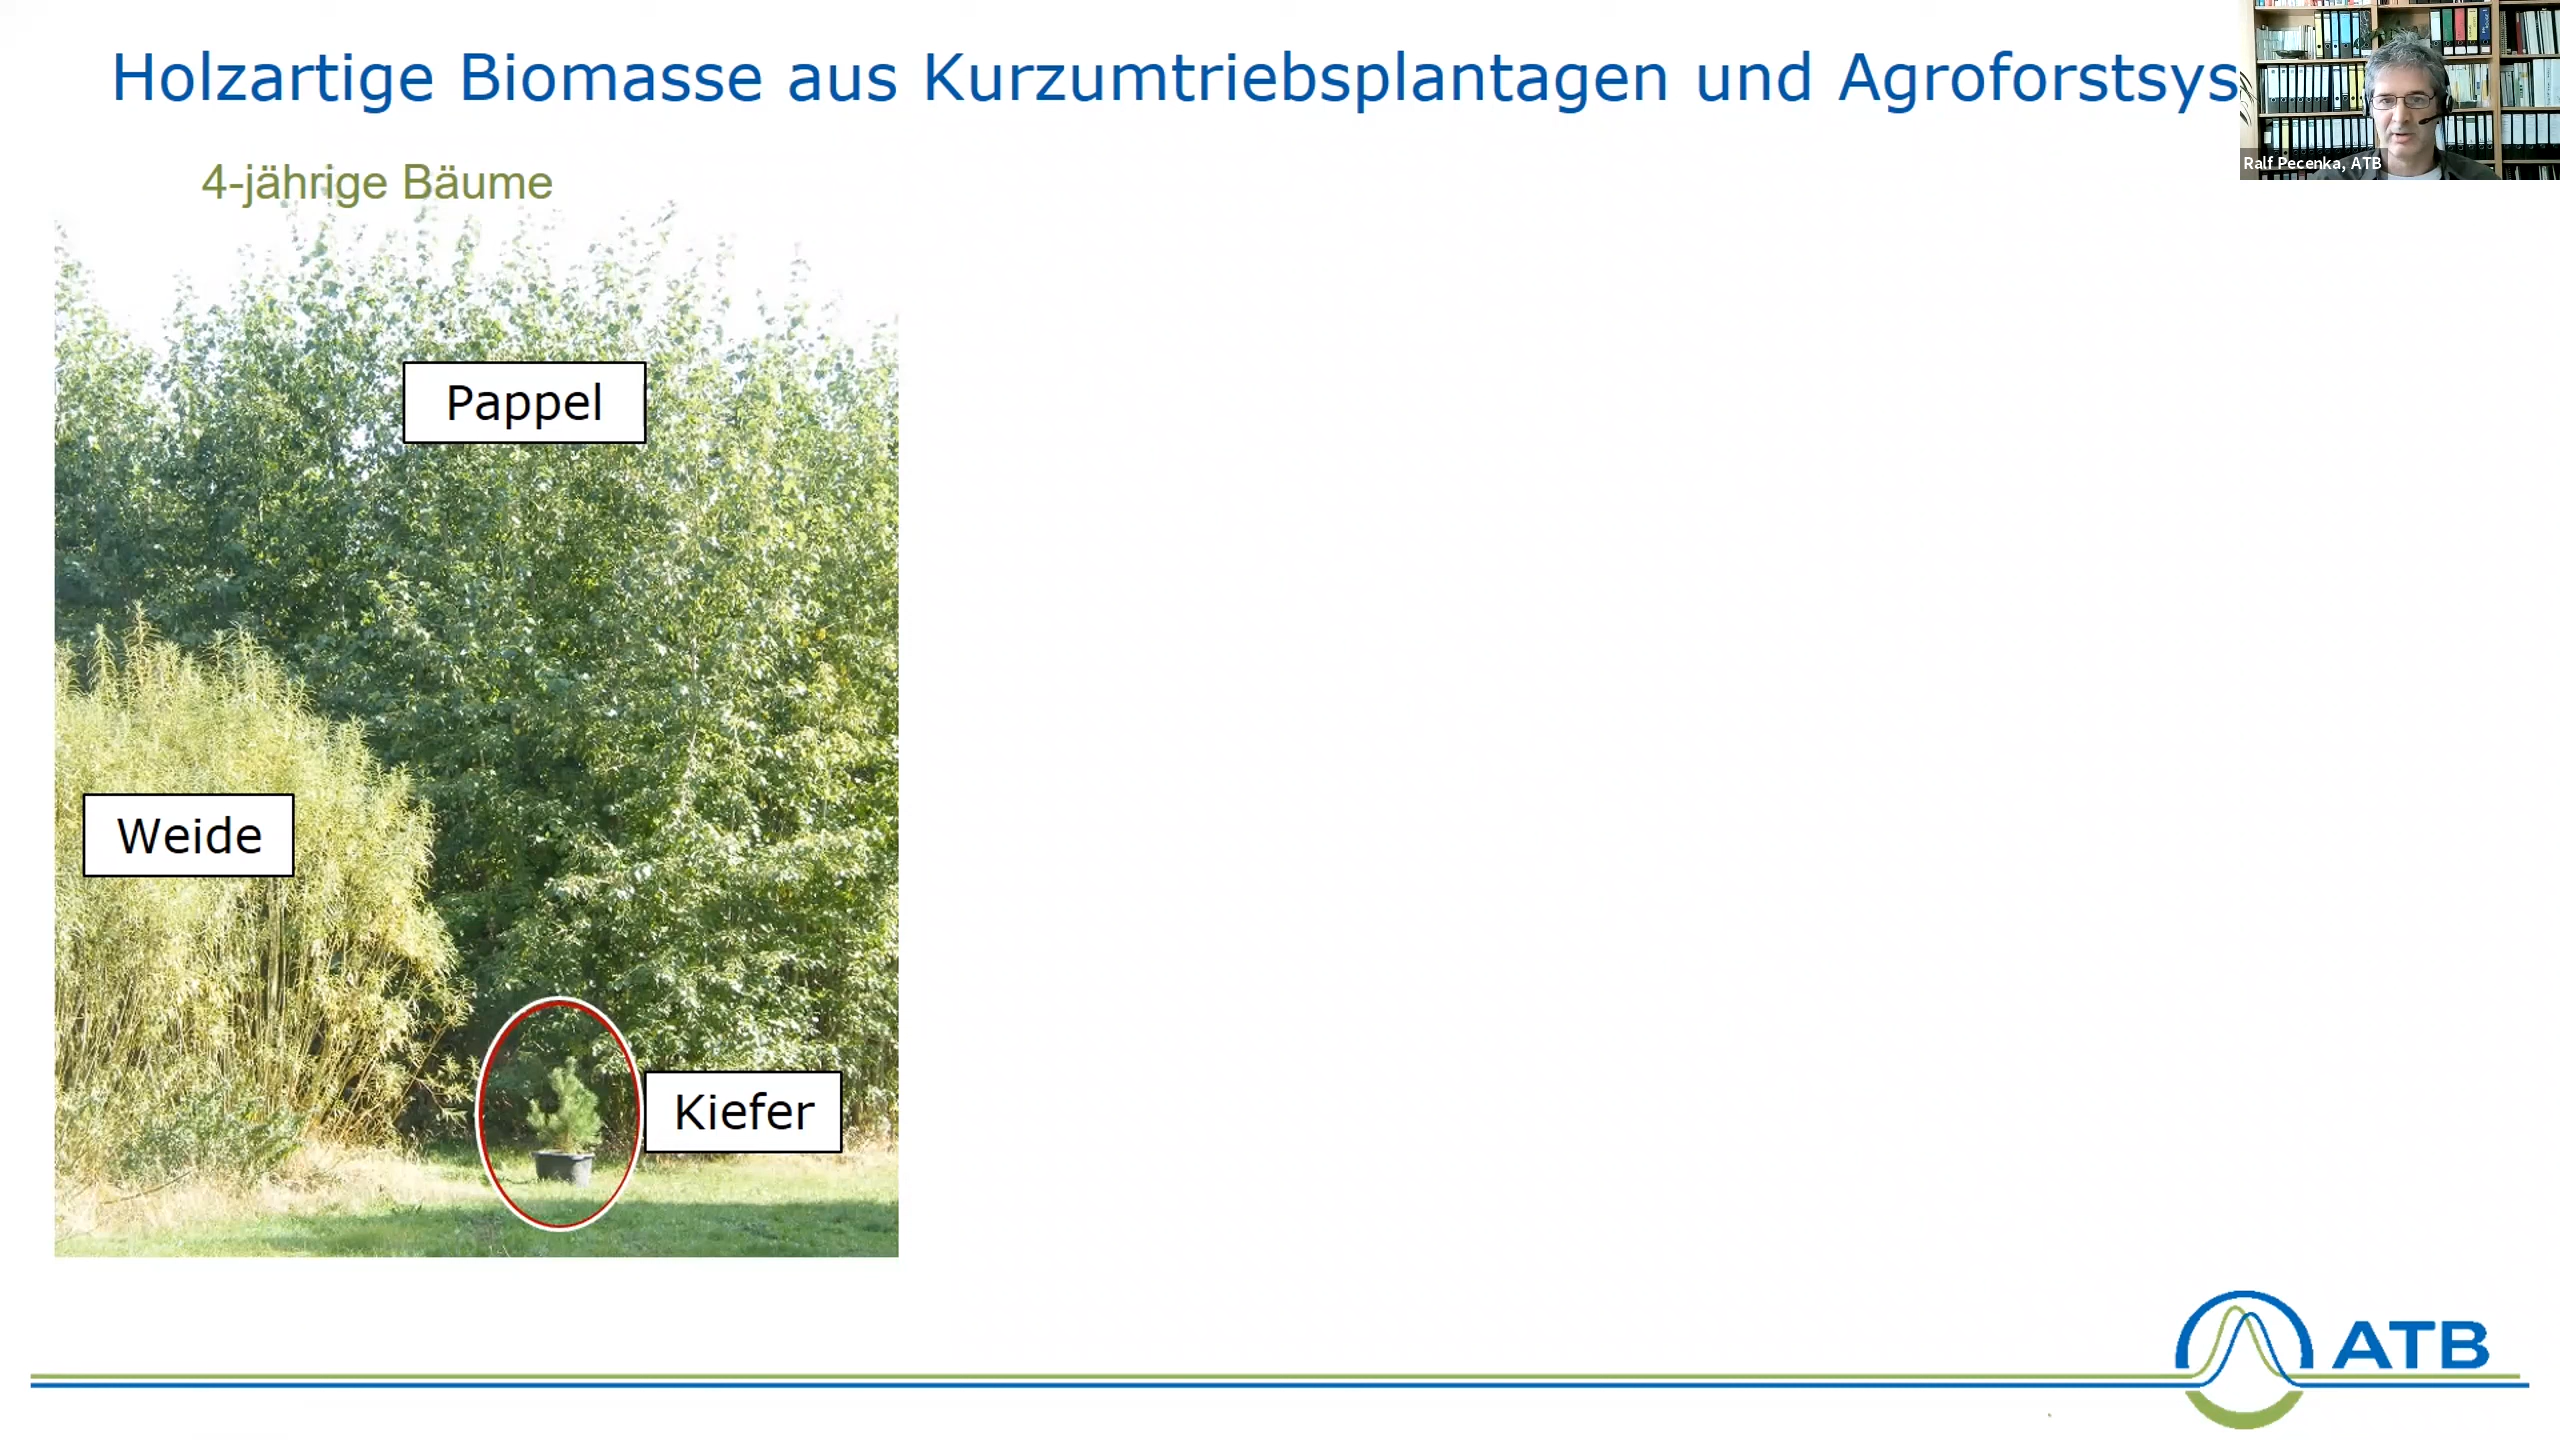 Holzartige Biomasse aus Kurzumtriebsplantagen und Agroforstsys
Ralf Pecenka, ATB
4-jährige Bäume
Pappel
Weide
Kiefer
ATB